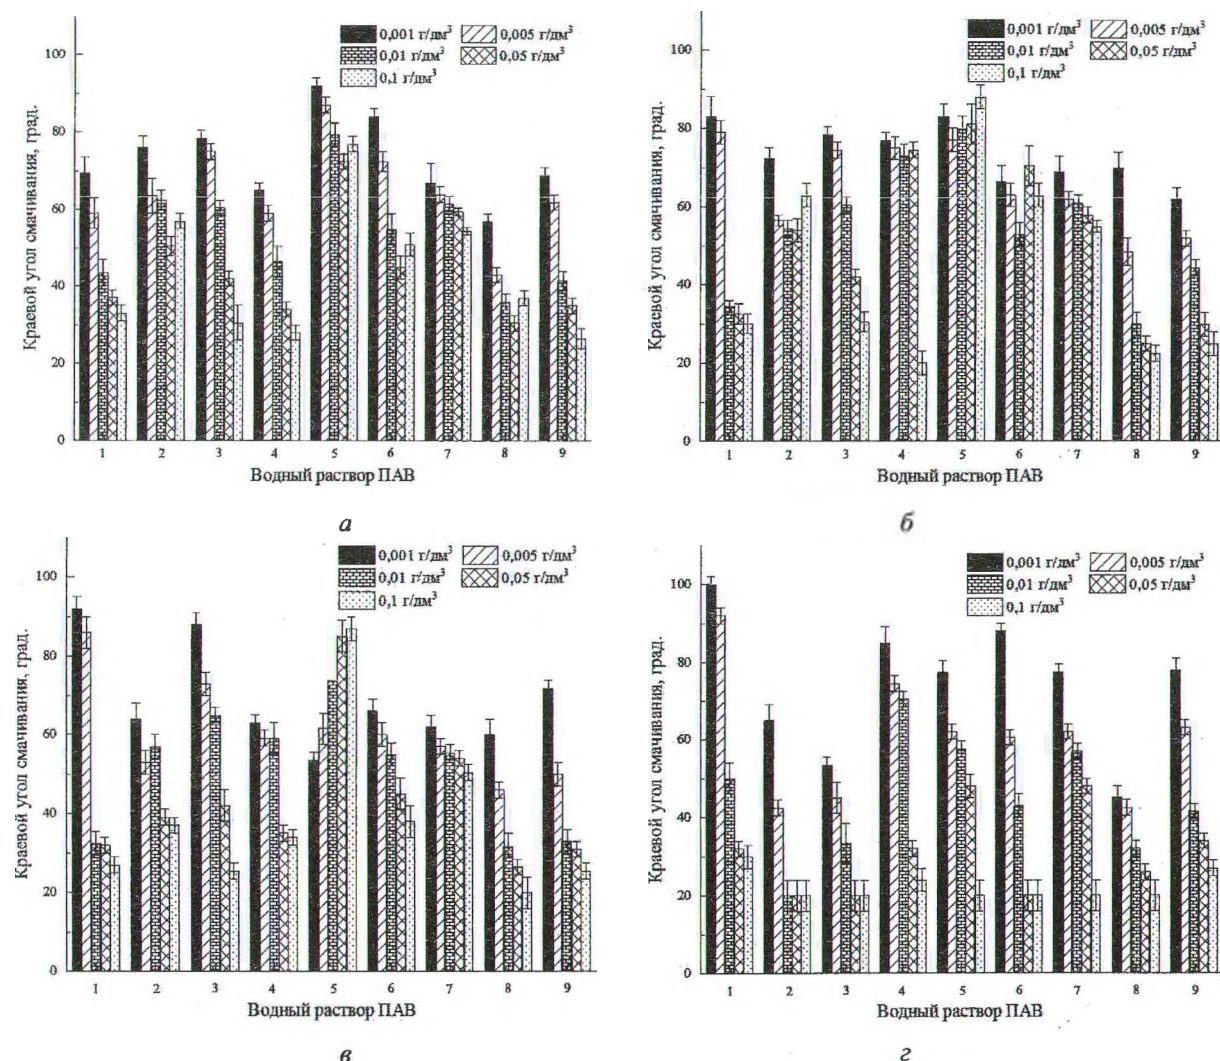 0,001 г/дм³ 0,005 г/дм³
0,01 г/дм³ 0,05 г/дм³
0,1 г/дм³
Краевой угол смачивания, град.
100
80
60
40
20
0
1 2 3 4 5 6 7 8 9
Водный раствор ПАВ
а
0,001 г/дм³ 0,005 г/дм³
0,01 г/дм³ 0,05 г/дм³
0,1 г/дм³
Краевой угол смачивания, град.
100
80
60
40
20
0
1 2 3 4 5 6 7 8 9
Водный раствор ПАВ
б
0,001 г/дм³ 0,005 г/дм³
0,01 г/дм³ 0,05 г/дм³
0,1 г/дм³
Краевой угол смачивания, град.
100
80
60
40
20
0
1 2 3 4 5 6 7 8 9
Водный раствор ПАВ
в
0,001 г/дм³ 0,005 г/дм³
0,01 г/дм³ 0,05 г/дм³
0,1 г/дм³
Краевой угол смачивания, град.
100
80
60
40
20
0
1 2 3 4 5 6 7 8 9
Водный раствор ПАВ
г